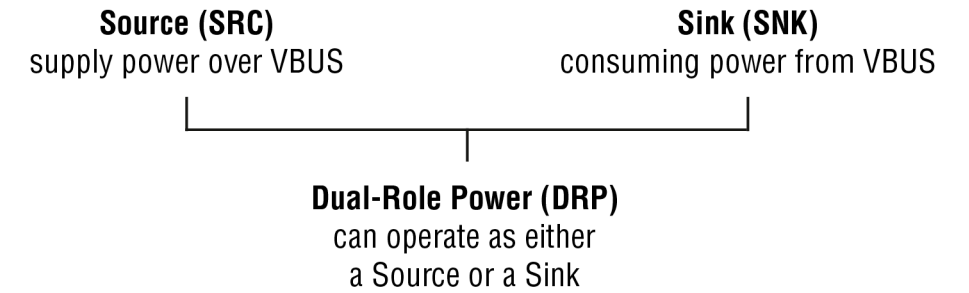 Source (SRC)
supply power over VBUS
Sink (SNK)
consuming power from VBUS
Dual-Role Power (DRP)
can operate as either
a Source or a Sink